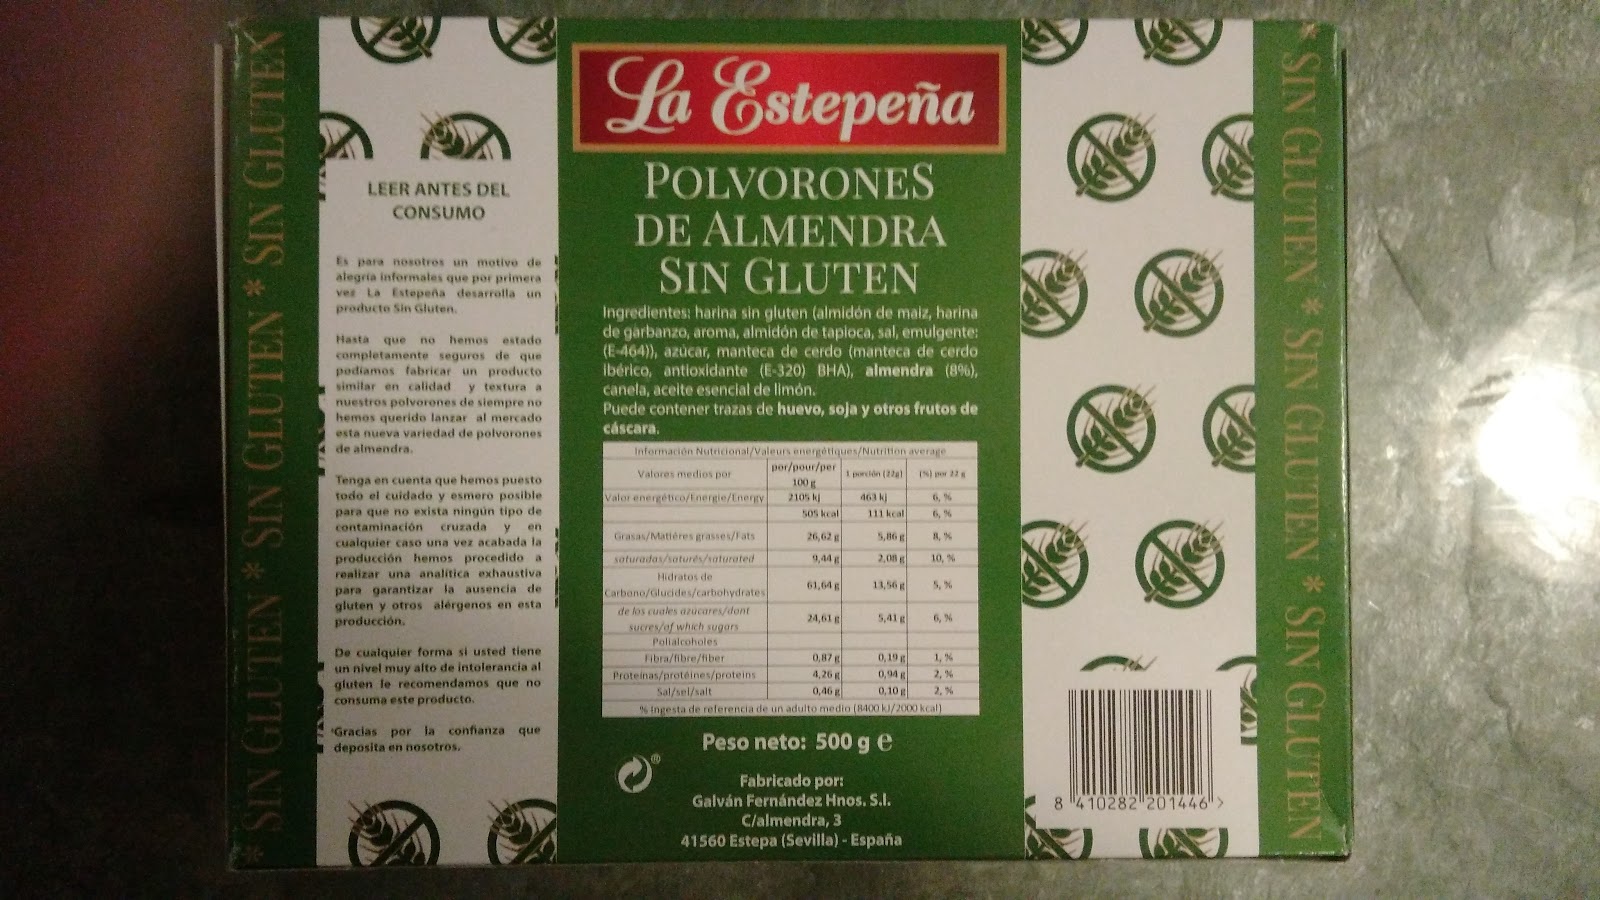 * SIN GLUTEN * SIN GLUTEN * SIN GLUTEN
LEER ANTES DEL
CONSUMO
Es para nosotros un motivo de
alegría informales que por primera
vez La Estepeña desarrolla un
producto Sin Gluten.
Hasta que no hemos estado
completamente seguros de que
podíamos fabricar un producto
similar en calidad y textura a
nuestros polvorones de siempre no
hemos querido lanzar al mercado
esta nueva variedad de polvorones
de almendra.
Tenga en cuenta que hemos puesto
todo el cuidado y esmero posible
para que no exista ningún tipo de
contaminación cruzada y en
cualquier caso una vez acabada la
producción hemos procedido a
realizar una analítica exhaustiva
para garantizar la ausencia de
gluten y otros alérgenos en esta
producción.
De cualquier forma si usted tiene
un nivel muy alto de intolerancia al
gluten le recomendamos que no
consuma este producto.
Gracias por la confianza que
deposita en nosotros.
La Estepeña
POLVORONES
DE ALMENDRA
SIN GLUTEN
Ingredientes: harina sin gluten (almidón de maiz, harina
de garbanzo, aroma, almidón de tapioca, sal, emulgente:
(E-464)), azúcar, manteca de cerdo (manteca de cerdo
ibérico, antioxidante (E-320) BHA), almendra (8%),
canela, aceite esencial de limón.
Puede contener trazas de huevo, soja y otros frutos de
cáscara.
Información Nutricional/Valeurs energétiques/Nutrition average
Valores medios por por/pour/per 100 g 1 porción (22g) (%) por 22 g
Valor energético/Energie/Energy 2105 kj 463 kj 6, %
505 kcal 111 kcal 6, %
Grasas/Matiéres grasses/Fats 26,62 g 5,86 g 8, %
saturadas/saturés/saturated 9,44 g 2,08 g 10, %
Hidratos de
Carbono/Glucides/carbohydrates 61,64 g 13,56 g 5, %
de los cuales azúcares/dont
sucres/of which sugars 24,61 g 5,41 g 6, %
Polialcoholes
Fibra/fibre/fiber 0,87 g 0,19 g 1, %
Proteínas/protéines/proteins 4,26 g 0,94 g 2, %
Sal/sel/salt 0,46 g 0,10 g 2, %
% Ingesta de referencia de un adulto medio (8400 kJ/2000 kcal)
Peso neto: 500 g e
®
Fabricado por:
Galván Fernández Hnos. S.l.
C/almendra, 3
41560 Estepa (Sevilla) - España
8 410282 201446 >
* SIN GLUTEN * SIN GLUTEN * SIN GLUTEN